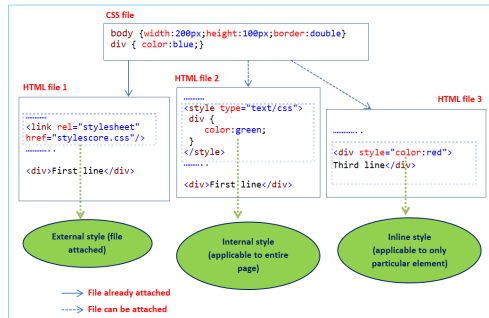 CSS file
body {width:200px;height:100px;border:double}
div { color:blue;}
HTML file 1
...........
<link rel="stylesheet"
href="stylescore.css"/>
.............
<div>First line</div>
HTML file 2
...........
<style type="text/css">
div {
color:green;
}
</style>
.............
<div>First line</div>
HTML file 3
.............
<div style="color:red">
Third line</div>
External style (file
attached)
Internal style
(applicable to entire
page)
Inline style
(applicable to only
particular element)
File already attached
File can be attached